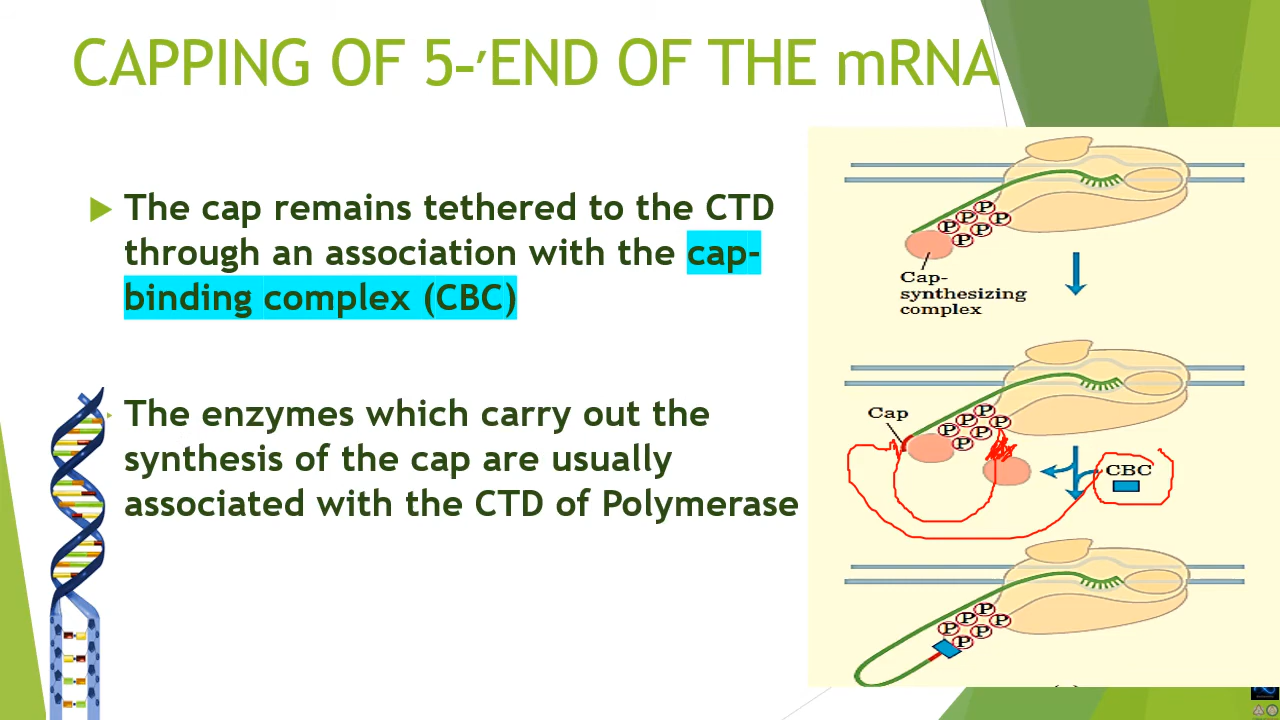 CAPPING OF 5-′END OF THE mRNA
The cap remains tethered to the CTD
through an association with the cap-
binding complex (CBC)
The enzymes which carry out the
synthesis of the cap are usually
associated with the CTD of Polymerase
P
P
P
P
P
P
P
Cap-
synthesizing
complex
P
P
P
P
P
P
P
Cap
CBC
P
P
P
P
P
P
P